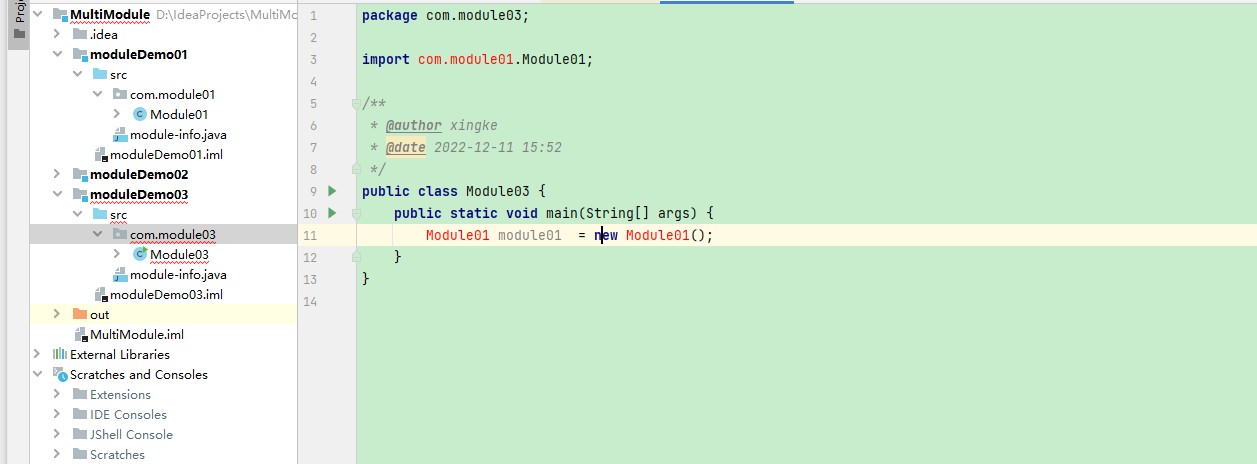 Proj
MultiModule D:\IdeaProjects\MultiMo
.idea
moduleDemo01
src
com.module01
Module01
module-info.java
moduleDemo01.iml
moduleDemo02
moduleDemo03
src
com.module03
Module03
module-info.java
moduleDemo03.iml
out
MultiModule.iml
External Libraries
Scratches and Consoles
Extensions
IDE Consoles
JShell Console
Scratches
1 package com.module03;
2
3 import com.module01.Module01;
4
5 /**
6 * @author xingke
7 * @date 2022-12-11 15:52
8 */
9 public class Module03 {
10 public static void main(String[] args) {
11 Module01 module01 = new Module01();
12 }
13 }
14